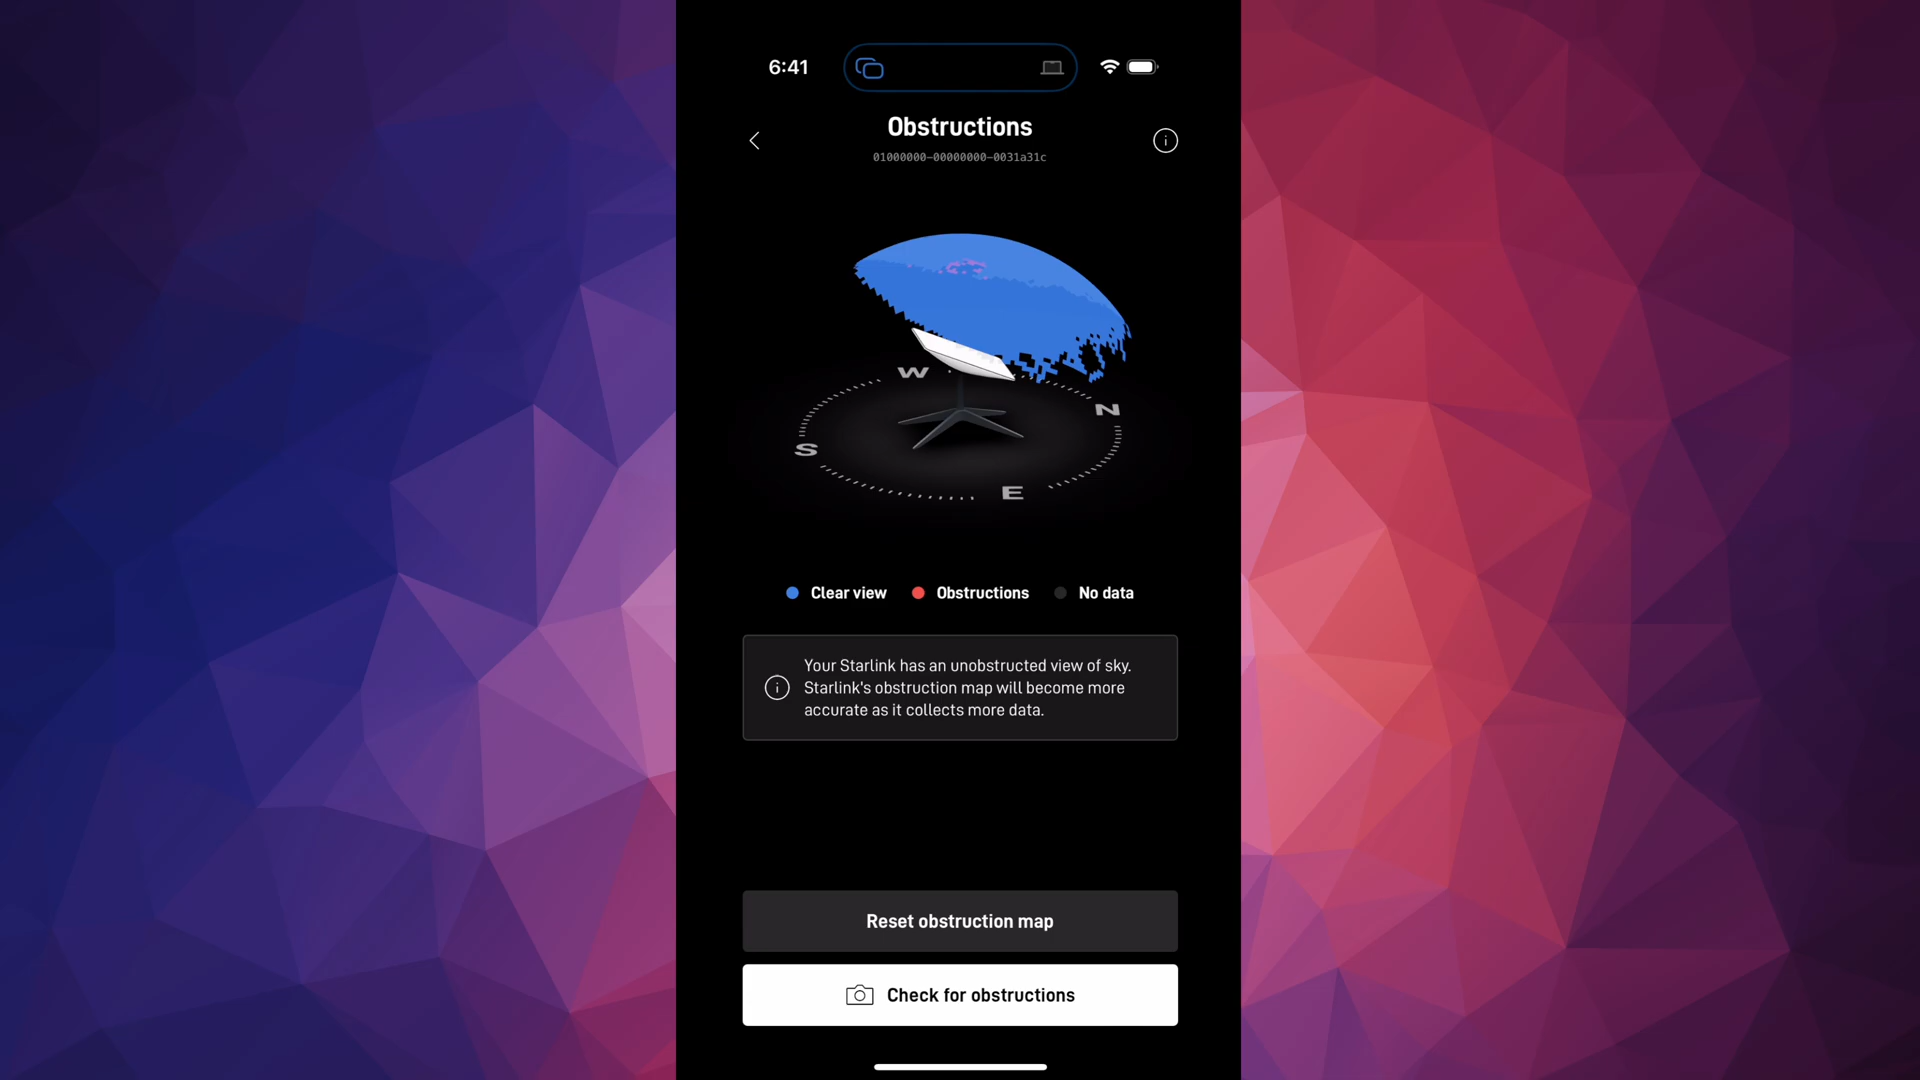 6:41
Obstructions
01000000-00000000-0031a31c
W
N
S
E
Clear view
Obstructions
No data
Your Starlink has an unobstructed view of sky.
Starlink's obstruction map will become more
accurate as it collects more data.
Reset obstruction map
Check for obstructions